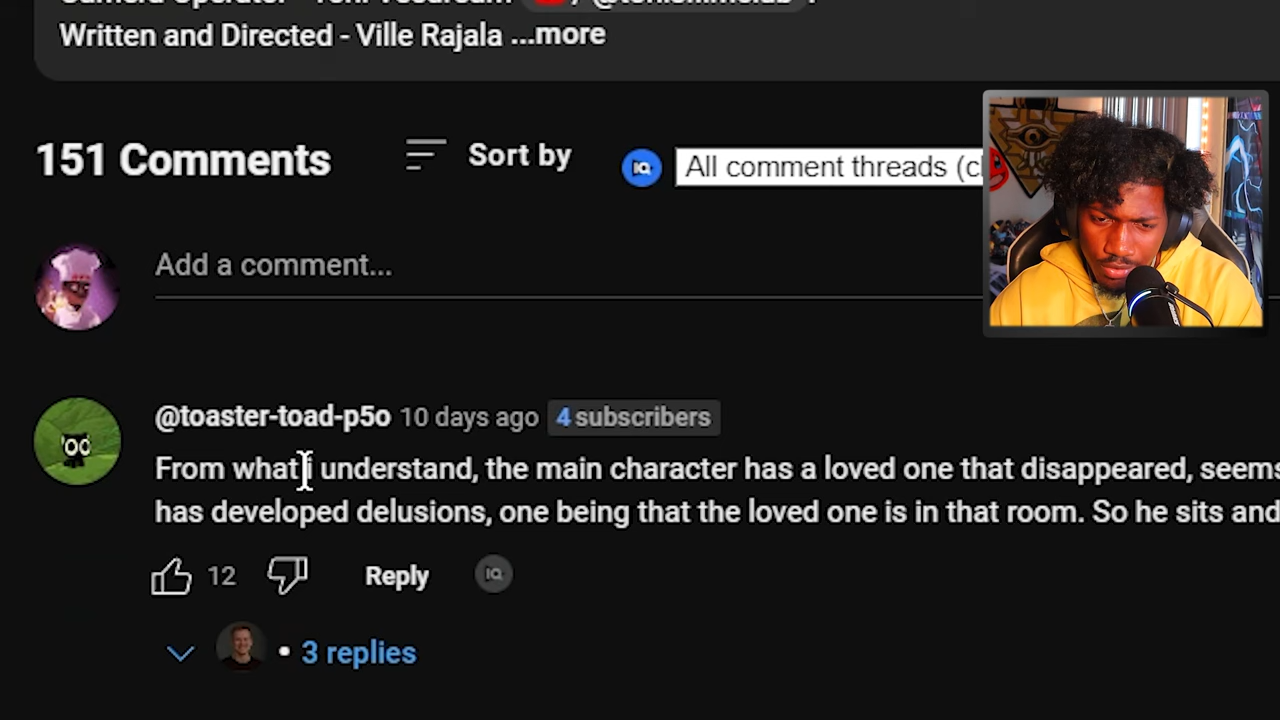 Written and Directed - Ville Rajala ...more
151 Comments
Sort by
IQ
All comment threads (
Add a comment...
@toaster-toad-p5o 10 days ago 4 subscribers
From what i understand, the main character has a loved one that disappeared, seems
has developed delusions, one being that the loved one is in that room. So he sits and
12
Reply
IQ
• 3 replies